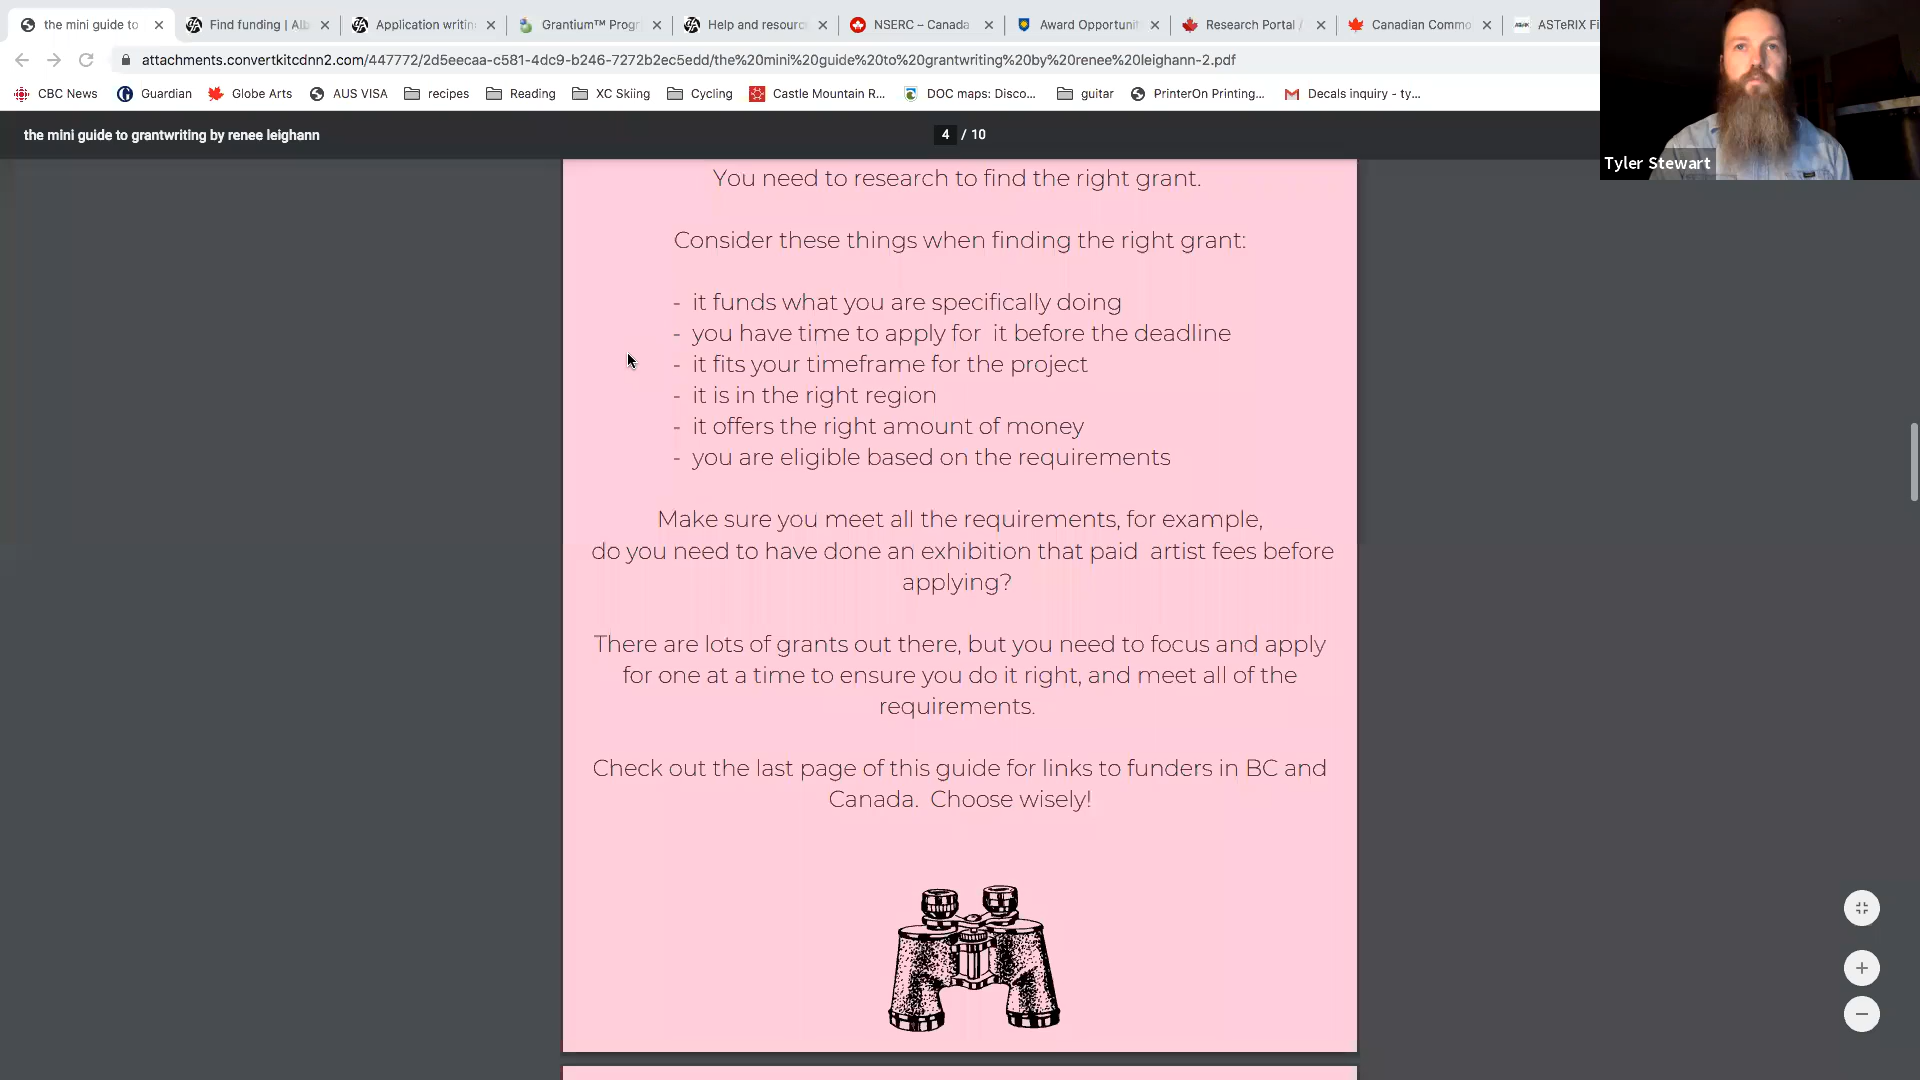 the mini guide to
Find funding | Alb
Application writin
Grantium™ Prog
Help and resourc
NSERC – Canada
Award Opportuni
Research Portal /
Canadian Commo
ASTeRIX Fi
attachments.convertkitcdnn2.com/447772/2d5eecaa-c581-4dc9-b246-7272b2ec5edd/the%20mini%20guide%20to%20grantwriting%20by%20renee%20leighann-2.pdf
CBC News
Guardian
Globe Arts
AUS VISA
recipes
Reading
XC Skiing
Cycling
Castle Mountain R...
DOC maps: Disco...
guitar
PrinterOn Printing...
Decals inquiry - ty...
the mini guide to grantwriting by renee leighann
4 / 10
Tyler Stewart
You need to research to find the right grant.
Consider these things when finding the right grant:
- it funds what you are specifically doing
- you have time to apply for it before the deadline
- it fits your timeframe for the project
- it is in the right region
- it offers the right amount of money
- you are eligible based on the requirements
Make sure you meet all the requirements, for example,
do you need to have done an exhibition that paid artist fees before
applying?
There are lots of grants out there, but you need to focus and apply
for one at a time to ensure you do it right, and meet all of the
requirements.
Check out the last page of this guide for links to funders in BC and
Canada. Choose wisely!